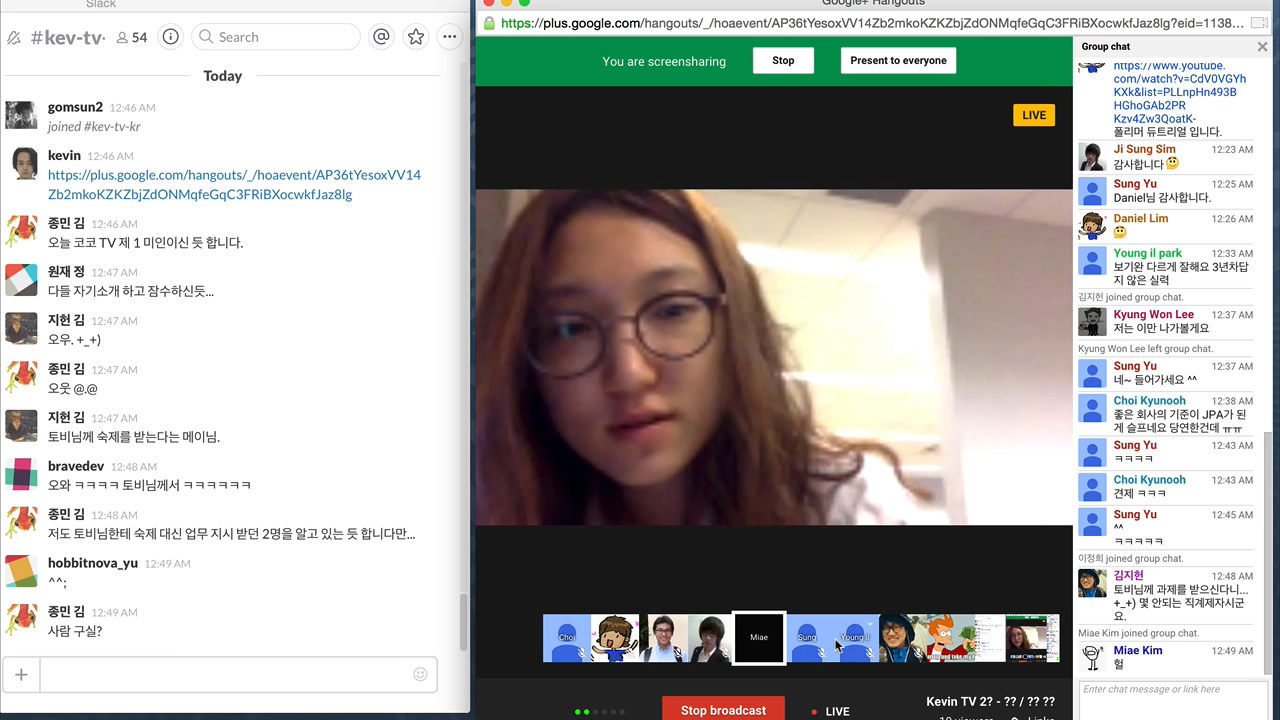 Slack
#kev-tv-
54
Search
Today
gomsun2 12:46 AM
joined #kev-tv-kr
kevin 12:46 AM
https://plus.google.com/hangouts/_/hoaevent/AP36tYesoxVV14
Zb2mkoKZKZbjZdONMqfeGqC3FRiBXocwkfJaz8lg
종민 김 12:46 AM
오늘 코코 TV 제 1 미인이신 듯 합니다.
원재 정 12:47 AM
다들 자기소개 하고 잠수하신듯...
지헌 김 12:47 AM
오우. +_+)
종민 김 12:47 AM
오웃 @.@
지헌 김 12:47 AM
토비님께 숙제를 받는다는 메이님.
bravedev 12:48 AM
오와 ㅋㅋㅋㅋ 토비님께서 ㅋㅋㅋㅋㅋㅋ
종민 김 12:48 AM
저도 토비님한테 숙제 대신 업무 지시 받던 2명을 알고 있는 듯 합니다만...
hobbitnova_yu 12:49 AM
^^;
종민 김 12:49 AM
사람 구실?
Google+ Hangouts
https://plus.google.com/hangouts/_/hoaevent/AP36tYesoxVV14Zb2mkoKZKZbjZdONMqfeGqC3FRiBXocwkfJaz8lg?eid=1138...
You are screensharing
Stop
Present to everyone
LIVE
Choi
Miae
Sung
Young il
Stop broadcast
LIVE
Kevin TV 2? - ?? / ?? ??
Group chat
https://www.youtube.
com/watch?v=CdV0VGYh
KXk&list=PLLnpHn493B
HGhoGAb2PR
Kzv4Zw3QoatK-
폴리머 듀트리얼 입니다.
Ji Sung Sim 12:23 AM
감사합니다
Sung Yu 12:25 AM
Daniel님 감사합니다.
Daniel Lim 12:26 AM
Young il park 12:33 AM
보기완 다르게 잘해요 3년차답
지 않은 실력
김지헌 joined group chat.
Kyung Won Lee 12:37 AM
저는 이만 나가볼게요
Kyung Won Lee left group chat.
Sung Yu 12:37 AM
네~ 들어가세요 ^^
Choi Kyunooh 12:38 AM
좋은 회사의 기준이 JPA가 된
게 슬프네요 당연한건데 ㅠㅠ
Sung Yu 12:43 AM
ㅋㅋㅋㅋ
Choi Kyunooh 12:43 AM
견제 ㅋㅋㅋ
Sung Yu 12:45 AM
^^
ㅋㅋㅋㅋㅋ
이정희 joined group chat.
김지헌 12:48 AM
토비님께 과제를 받으신다니...
+_+) 몇 안되는 직계제자시군
요.
Miae Kim joined group chat.
Miae Kim 12:49 AM
헐
Enter chat message or link here